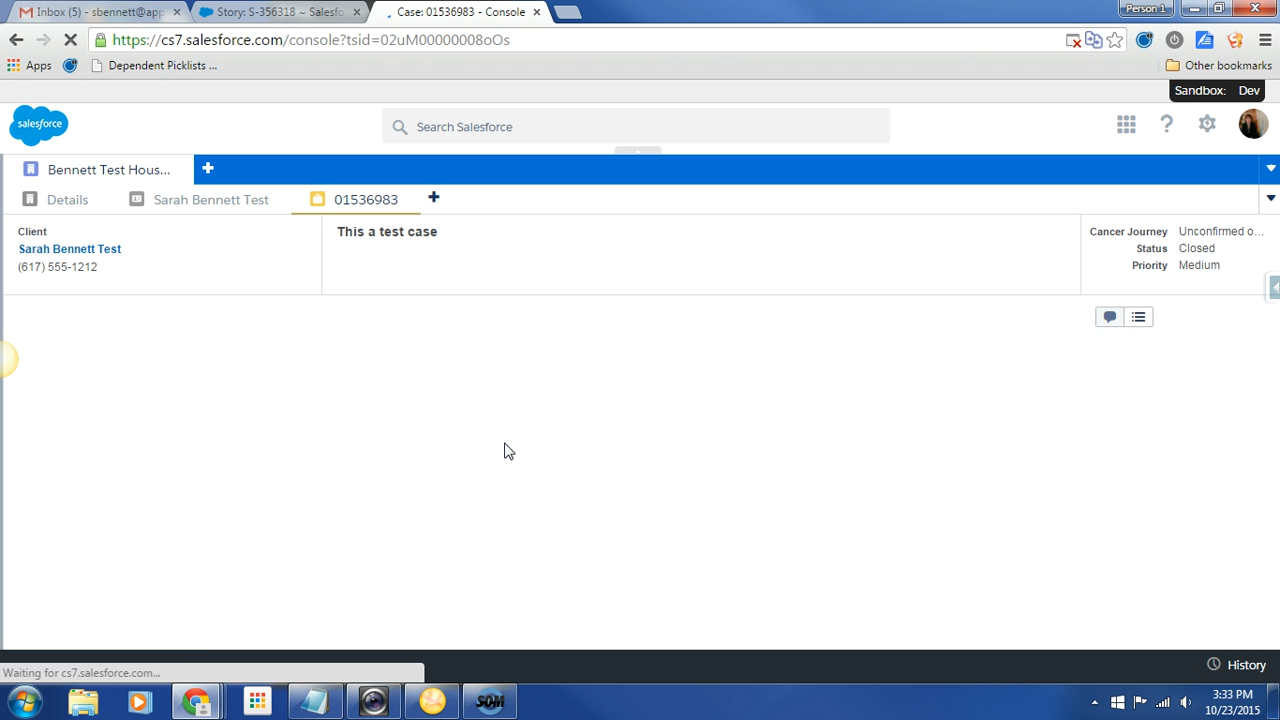 Inbox (5) - sbennett@app
Story: S-356318 ~ Salesfo
Case: 01536983 - Console
Person 1
https://cs7.salesforce.com/console?tsid=02uM00000008oOs
Apps
Dependent Picklists ...
Other bookmarks
Sandbox: Dev
salesforce
Search Salesforce
Bennett Test Hous...
Details
Sarah Bennett Test
01536983
Client
Sarah Bennett Test
(617) 555-1212
This a test case
Cancer Journey Unconfirmed o...
Status Closed
Priority Medium
Waiting for cs7.salesforce.com...
History
SOM
3:33 PM
10/23/2015